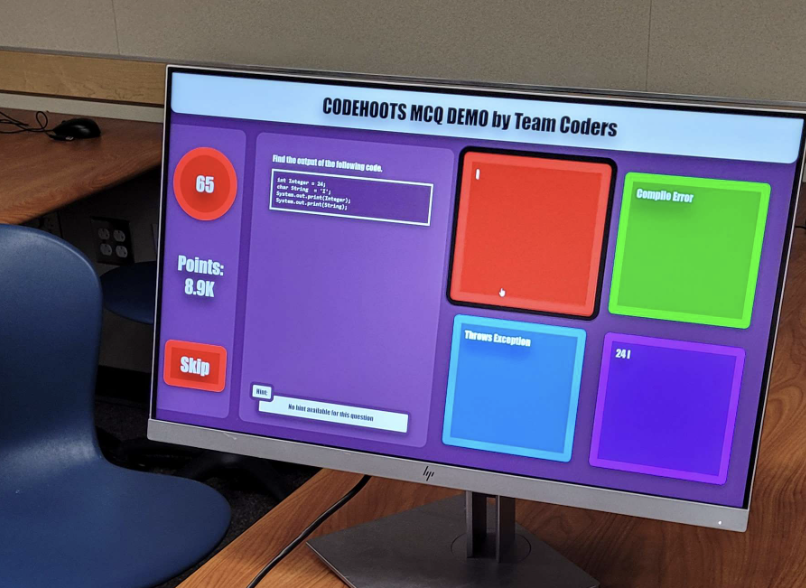 CODEHOOTS MCQ DEMO by Team Coders
65
Points:
8.9K
Skip
Find the output of the following code.
int Integer = 24;
char String = 'I';
System.out.print(Integer);
System.out.print(String);
Hint:
No hint available for this question
I
Compile Error
Throws Exception
24 I
hp